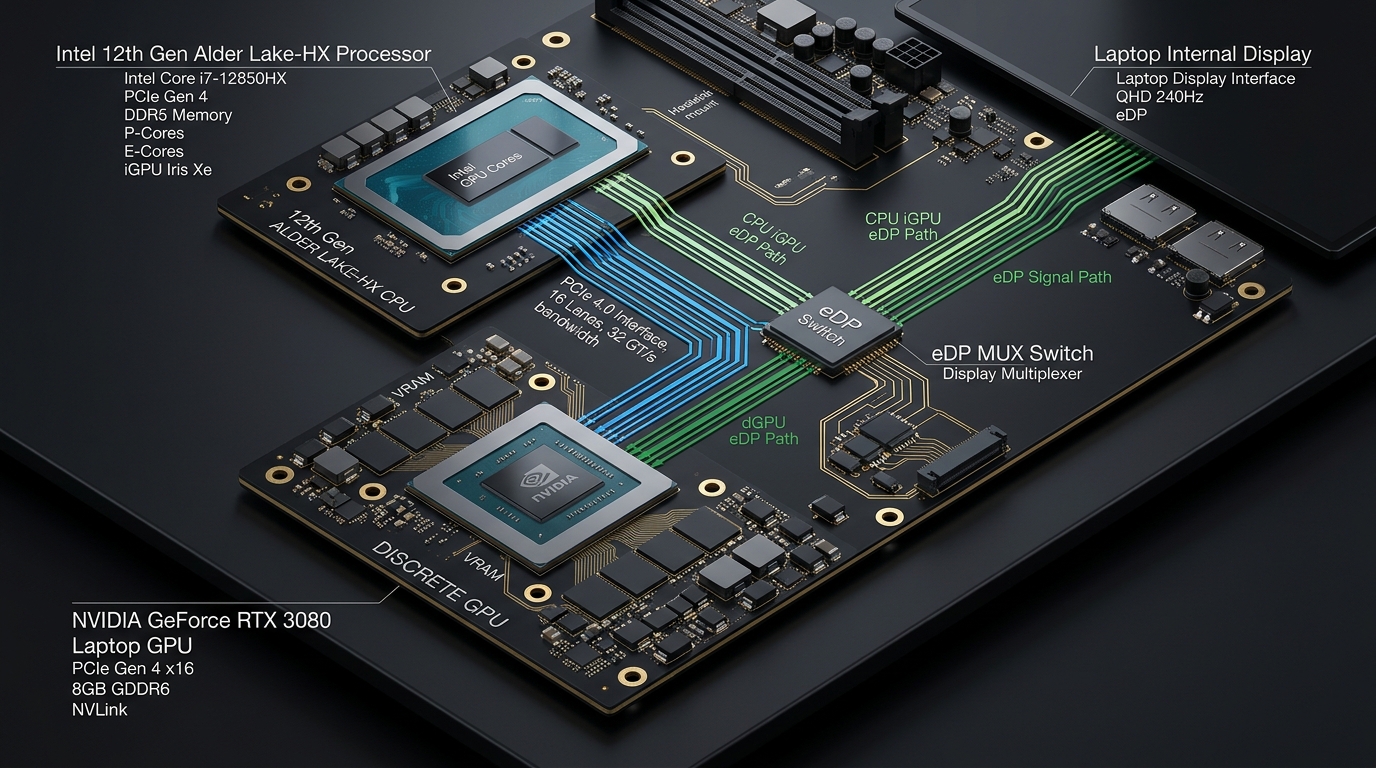 Intel 12th Gen Alder Lake-HX Processor
Intel Core i7-12850HX
PCIe Gen 4
DDR5 Memory
P-Cores
E-Cores
iGPU Iris Xe
Laptop Internal Display
Laptop Display Interface
QHD 240Hz
eDP
Intel
CPU Cores
12th Gen
ALDER LAKE-HX CPU
CPU iGPU
eDP Path
CPU iGPU
eDP Path
eDP Signal Path
PCIe 4.0 Interface,
16 Lanes, 32 GT/s
bandwidth
eDP
Switch
eDP MUX Switch
Display Multiplexer
dGPU
eDP Path
VRAM
NVIDIA
VRAM
DISCRETE GPU
NVIDIA GeForce RTX 3080
Laptop GPU
PCIe Gen 4 x16
8GB GDDR6
NVLink